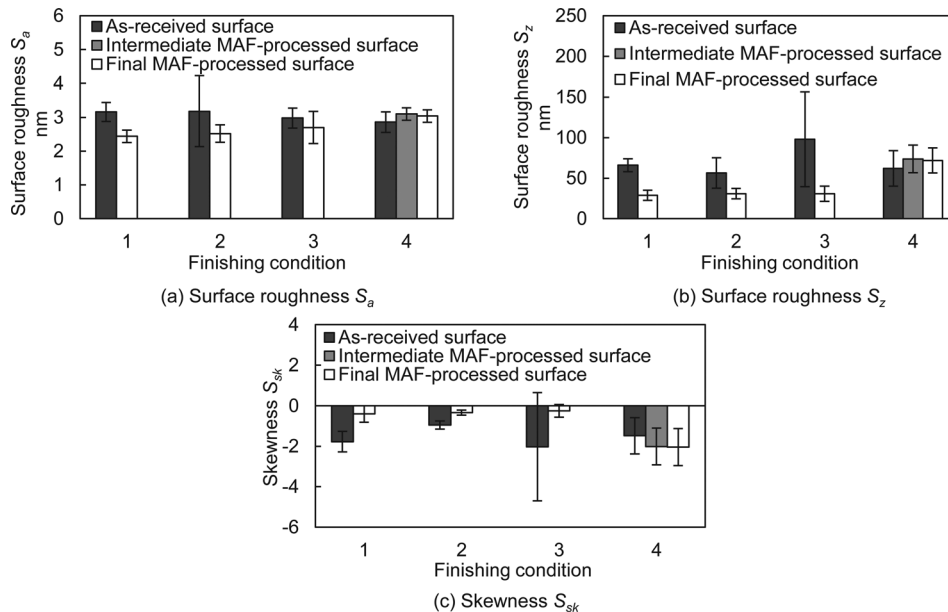 As-received surface
Intermediate MAF-processed surface
Final MAF-processed surface
Surface roughness Sa
nm
6
5
4
3
2
1
0
1 2 3 4
Finishing condition
(a) Surface roughness Sa
As-received surface
Intermediate MAF-processed surface
Final MAF-processed surface
Surface roughness Sz
nm
250
200
150
100
50
0
1 2 3 4
Finishing condition
(b) Surface roughness Sz
As-received surface
Intermediate MAF-processed surface
Final MAF-processed surface
Skewness Ssk
4
2
0
-2
-4
-6
1 2 3 4
Finishing condition
(c) Skewness Ssk